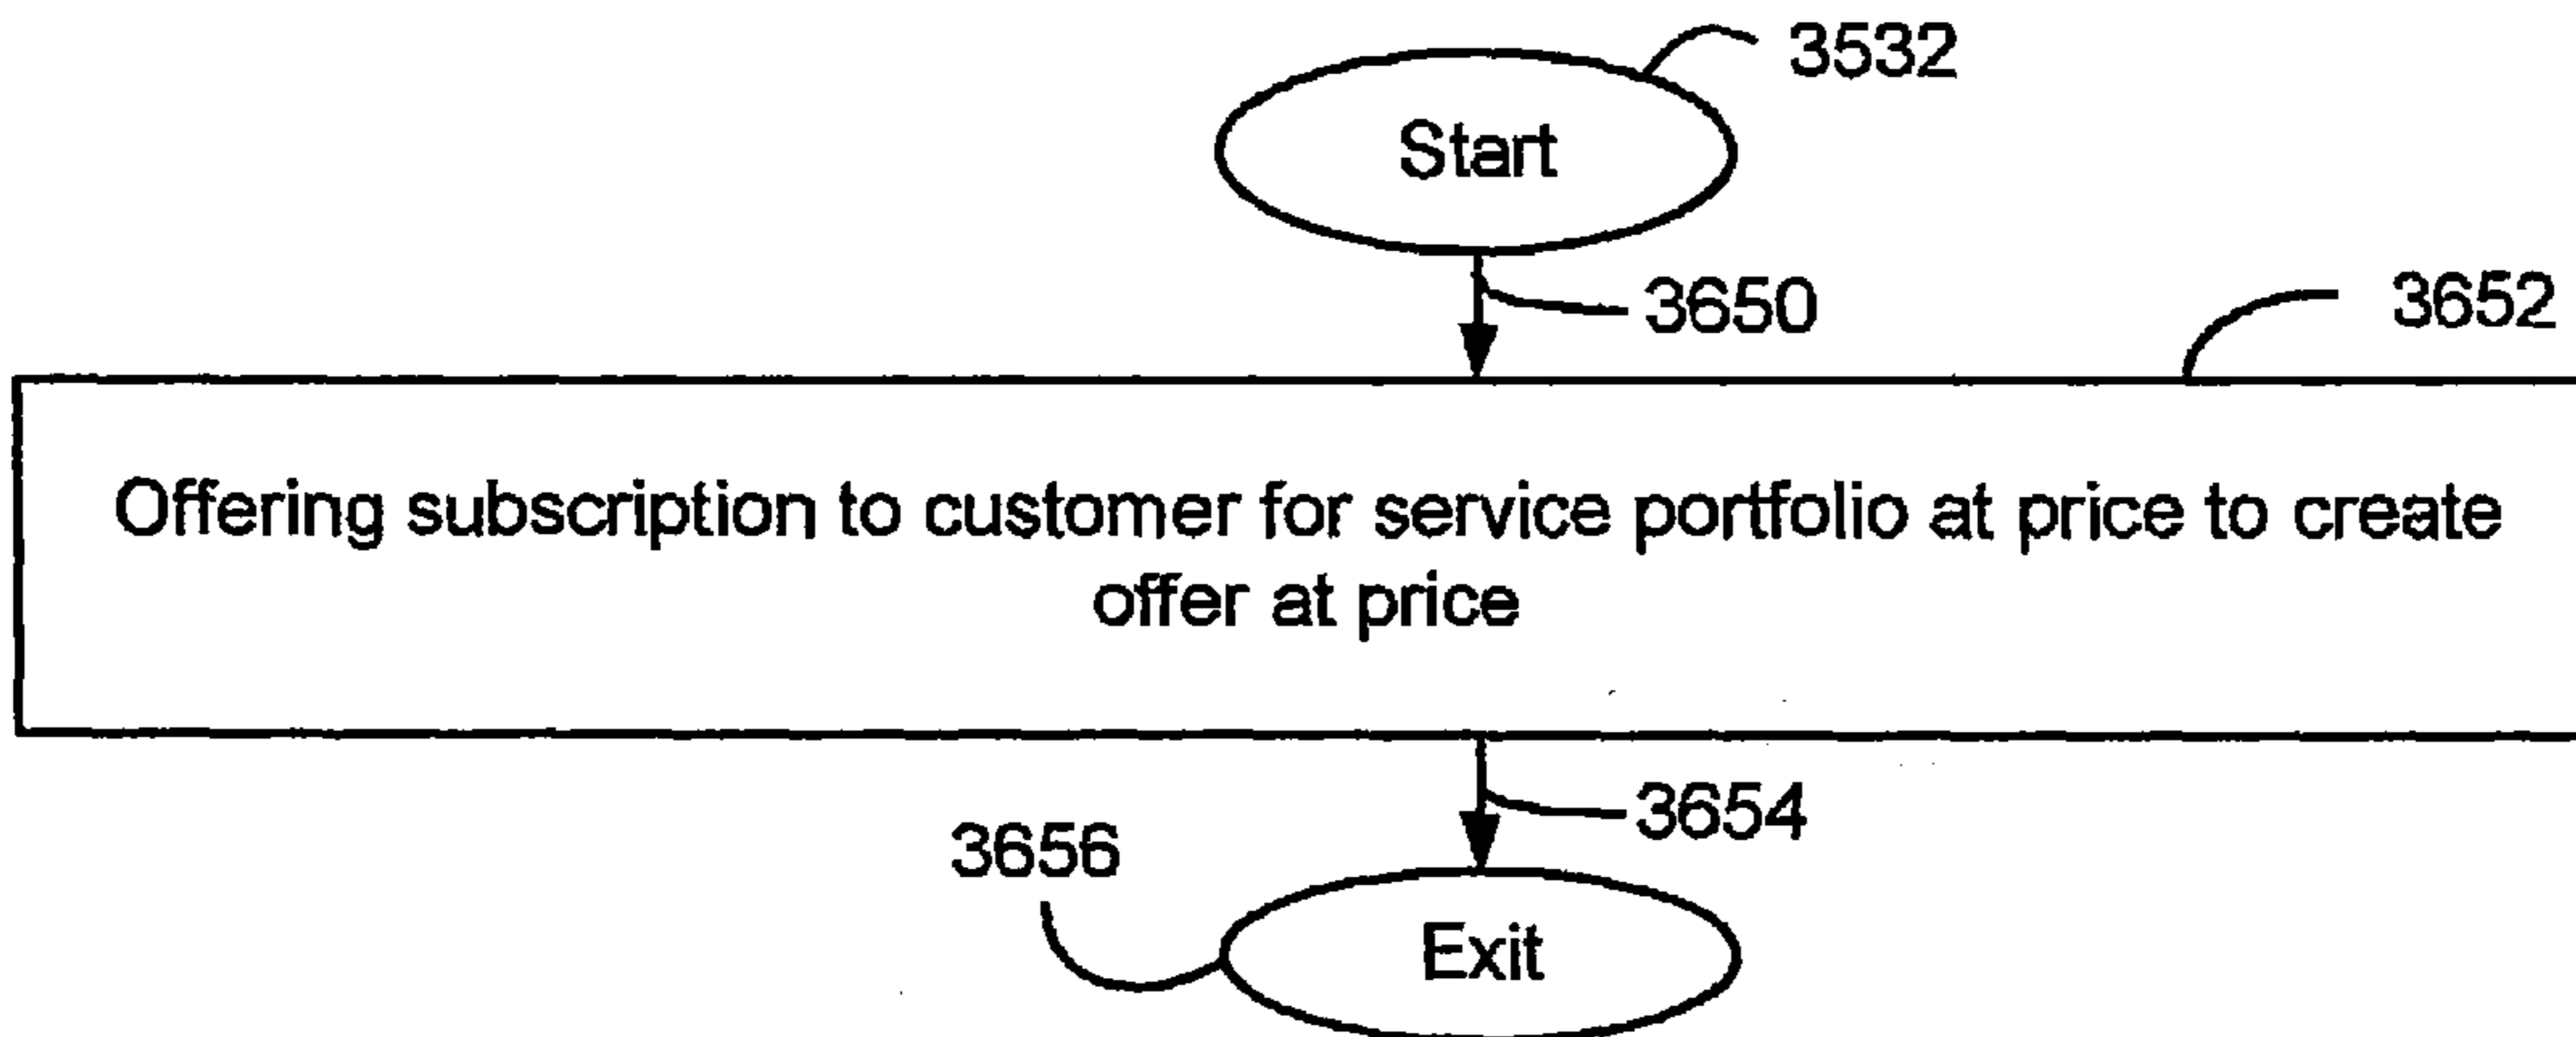 3532
Start
3650
3652
Offering subscription to customer for service portfolio at price to create
offer at price
3654
3656
Exit